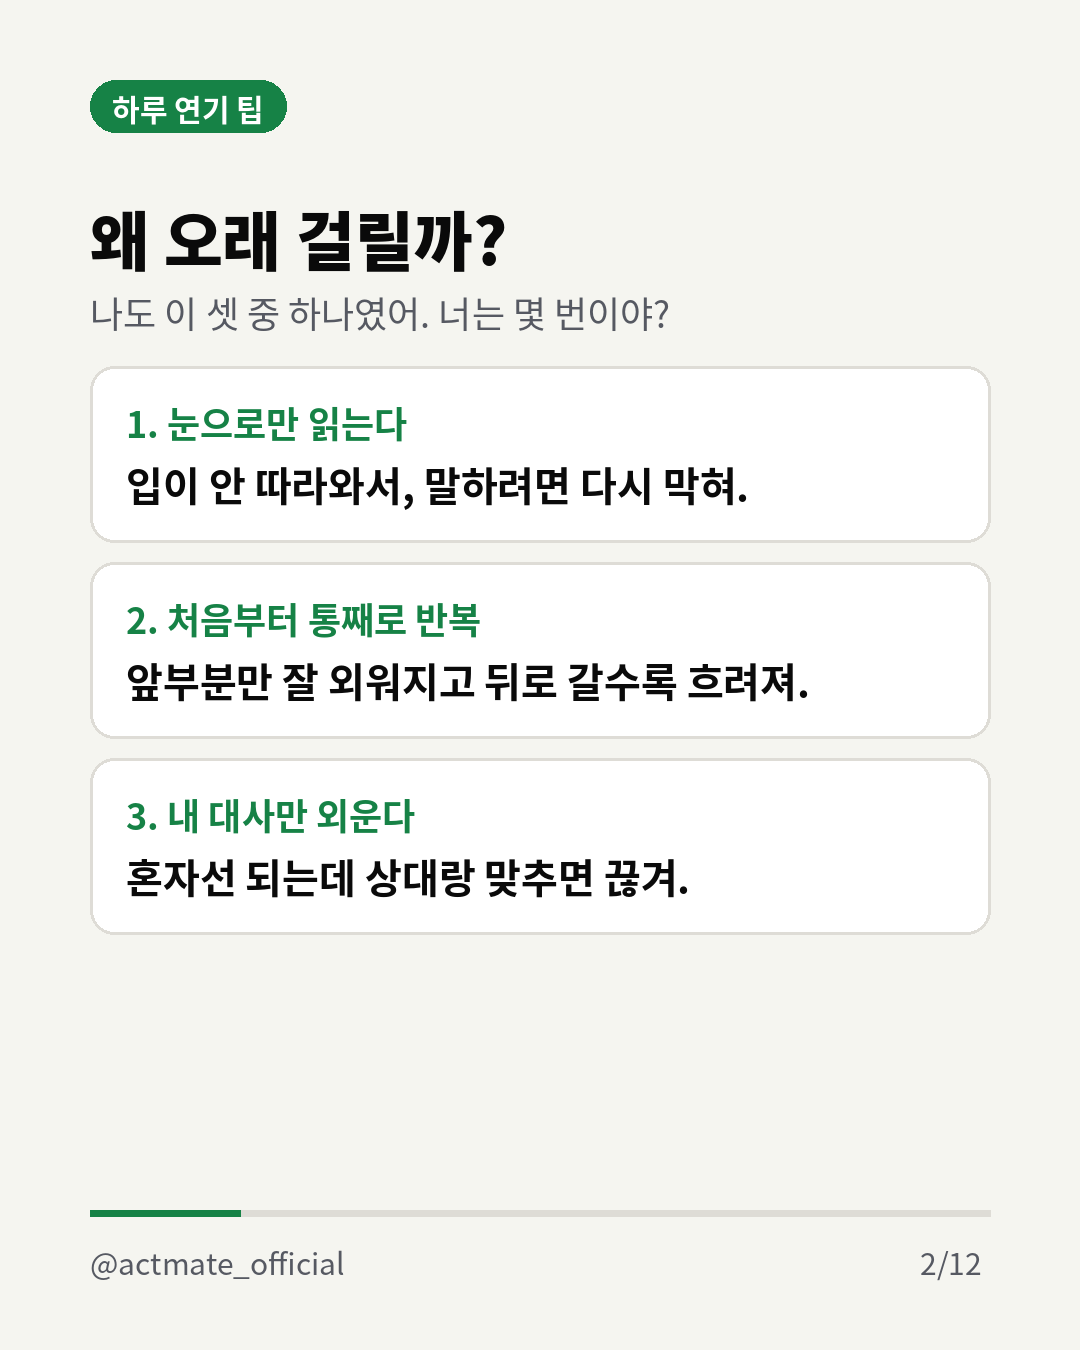 하루 연기 팁
왜 오래 걸릴까?
나도 이 셋 중 하나였어. 너는 몇 번이야?
1. 눈으로만 읽는다
입이 안 따라와서, 말하려면 다시 막혀.
2. 처음부터 통째로 반복
앞부분만 잘 외워지고 뒤로 갈수록 흐려져.
3. 내 대사만 외운다
혼자선 되는데 상대랑 맞추면 끊겨.
@actmate_official
2/12